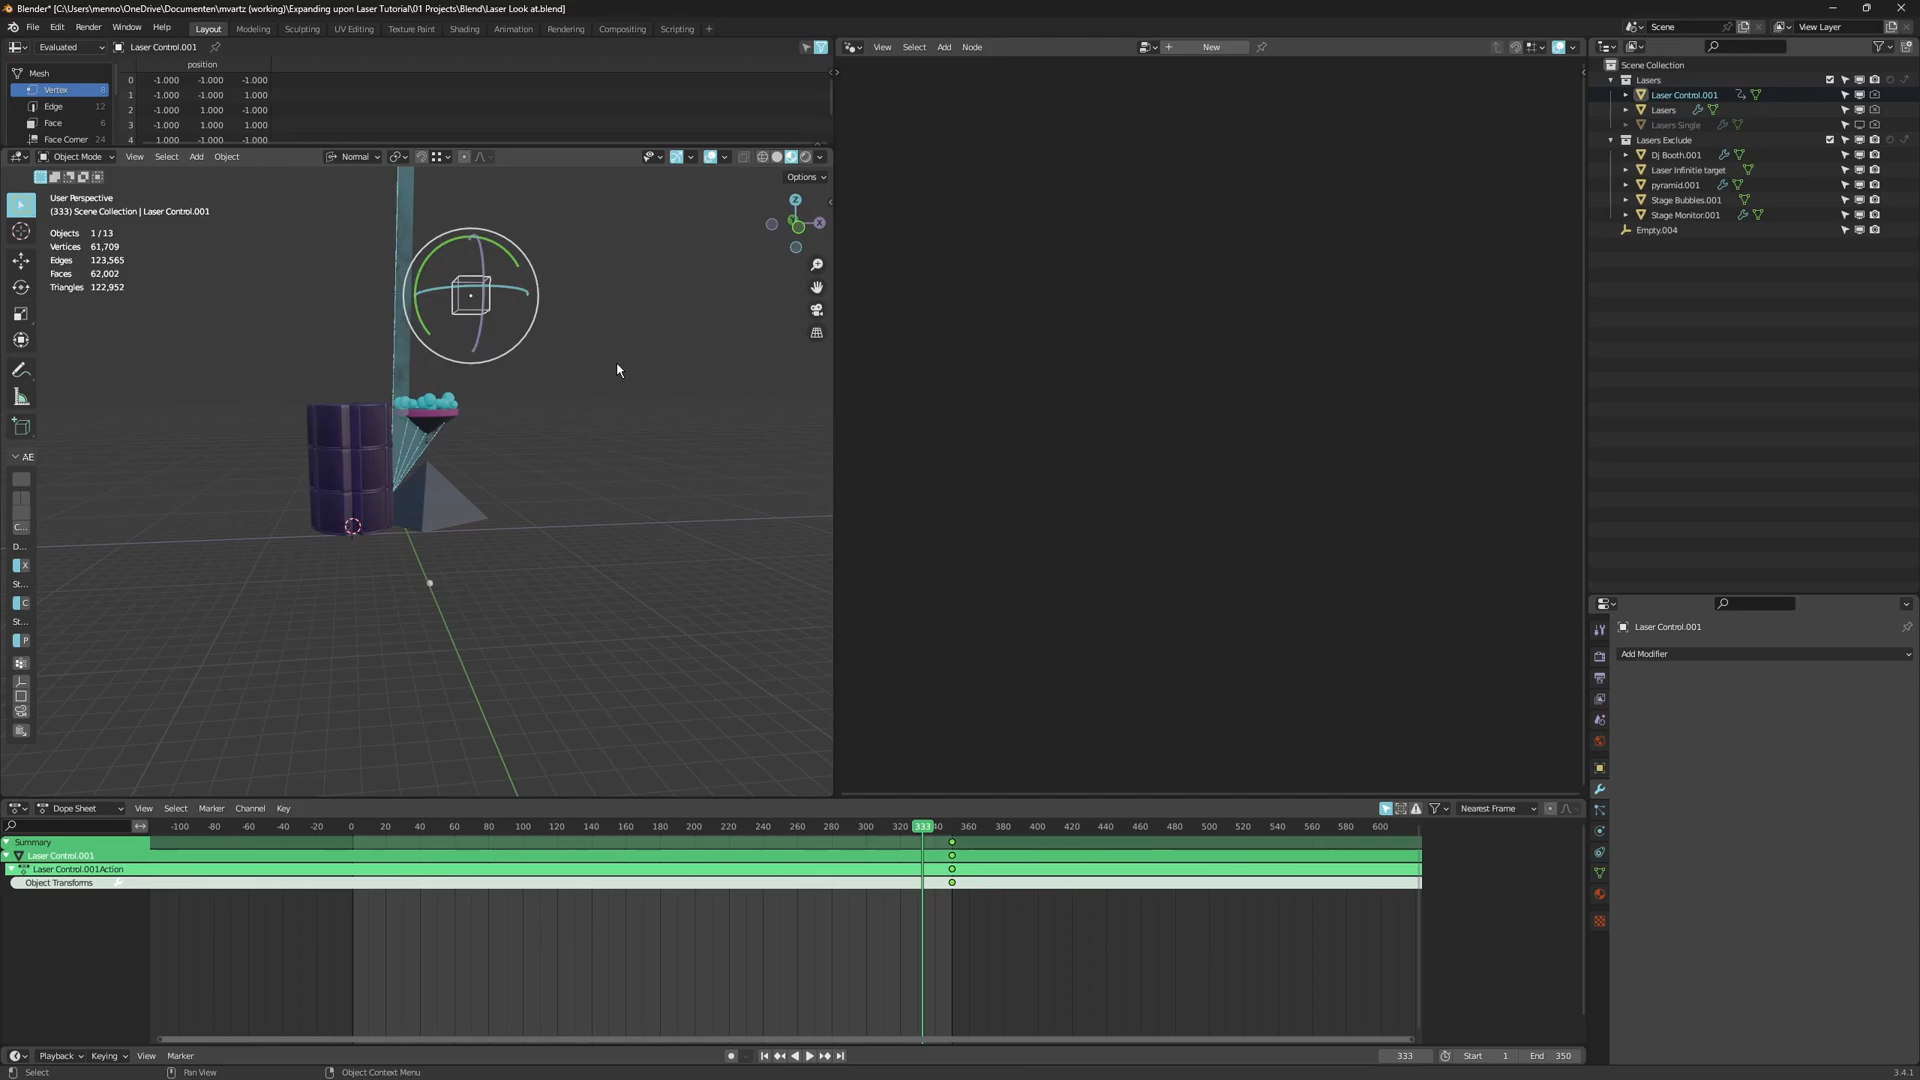 Blender* [C:\Users\menno\OneDrive\Documenten\mvartz (working)\Expanding upon Laser Tutorial\01 Projects\Blend\Laser Look at.blend]
File Edit Render Window Help Layout Modeling Sculpting UV Editing Texture Paint Shading Animation Rendering Compositing Scripting + Scene View Layer
Evaluated Laser Control.001
View Select Add Node New
position
Mesh
Vertex 8
Edge 12
Face 6
Face Corner 24
0 -1.000 -1.000 -1.000
1 -1.000 -1.000 1.000
2 -1.000 1.000 -1.000
3 -1.000 1.000 1.000
4 1.000 -1.000 -1.000
Object Mode View Select Add Object Normal
Options
User Perspective
(333) Scene Collection | Laser Control.001
Objects 1/13
Vertices 61,709
Edges 123,565
Faces 62,002
Triangles 122,952
Z
X
Y
AE
C...
D...
X
St...
C
St...
P
Scene Collection
Lasers
Laser Control.001
Lasers
Lasers Single
Lasers Exclude
Dj Booth.001
Laser Infinitie target
pyramid.001
Stage Bubbles.001
Stage Monitor.001
Empty.004
Laser Control.001
Add Modifier
Dope Sheet View Select Marker Channel Key Nearest Frame
-100 -80 -60 -40 -20 0 20 40 60 80 100 120 140 160 180 200 220 240 260 280 300 320 333 40 360 380 400 420 440 460 480 500 520 540 560 580 600
Summary
Laser Control.001
Laser Control.001Action
Object Transforms
Playback Keying View Marker 333 Start 1 End 350
Select Pan View Object Context Menu 3.4.1